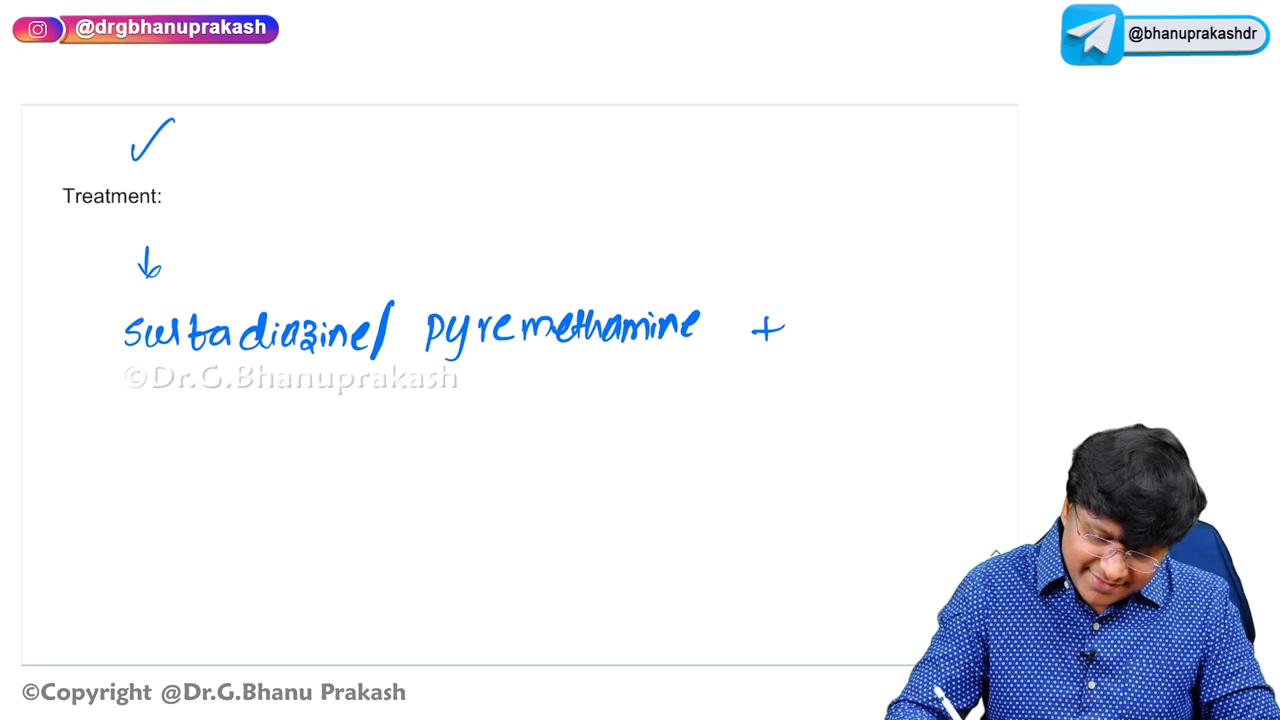 @drgbhanuprakash
@bhanuprakashdr
Treatment:
sulfadiazine/ pyremethamine +
©Dr.G.Bhanuprakash
©Copyright @Dr.G.Bhanu Prakash